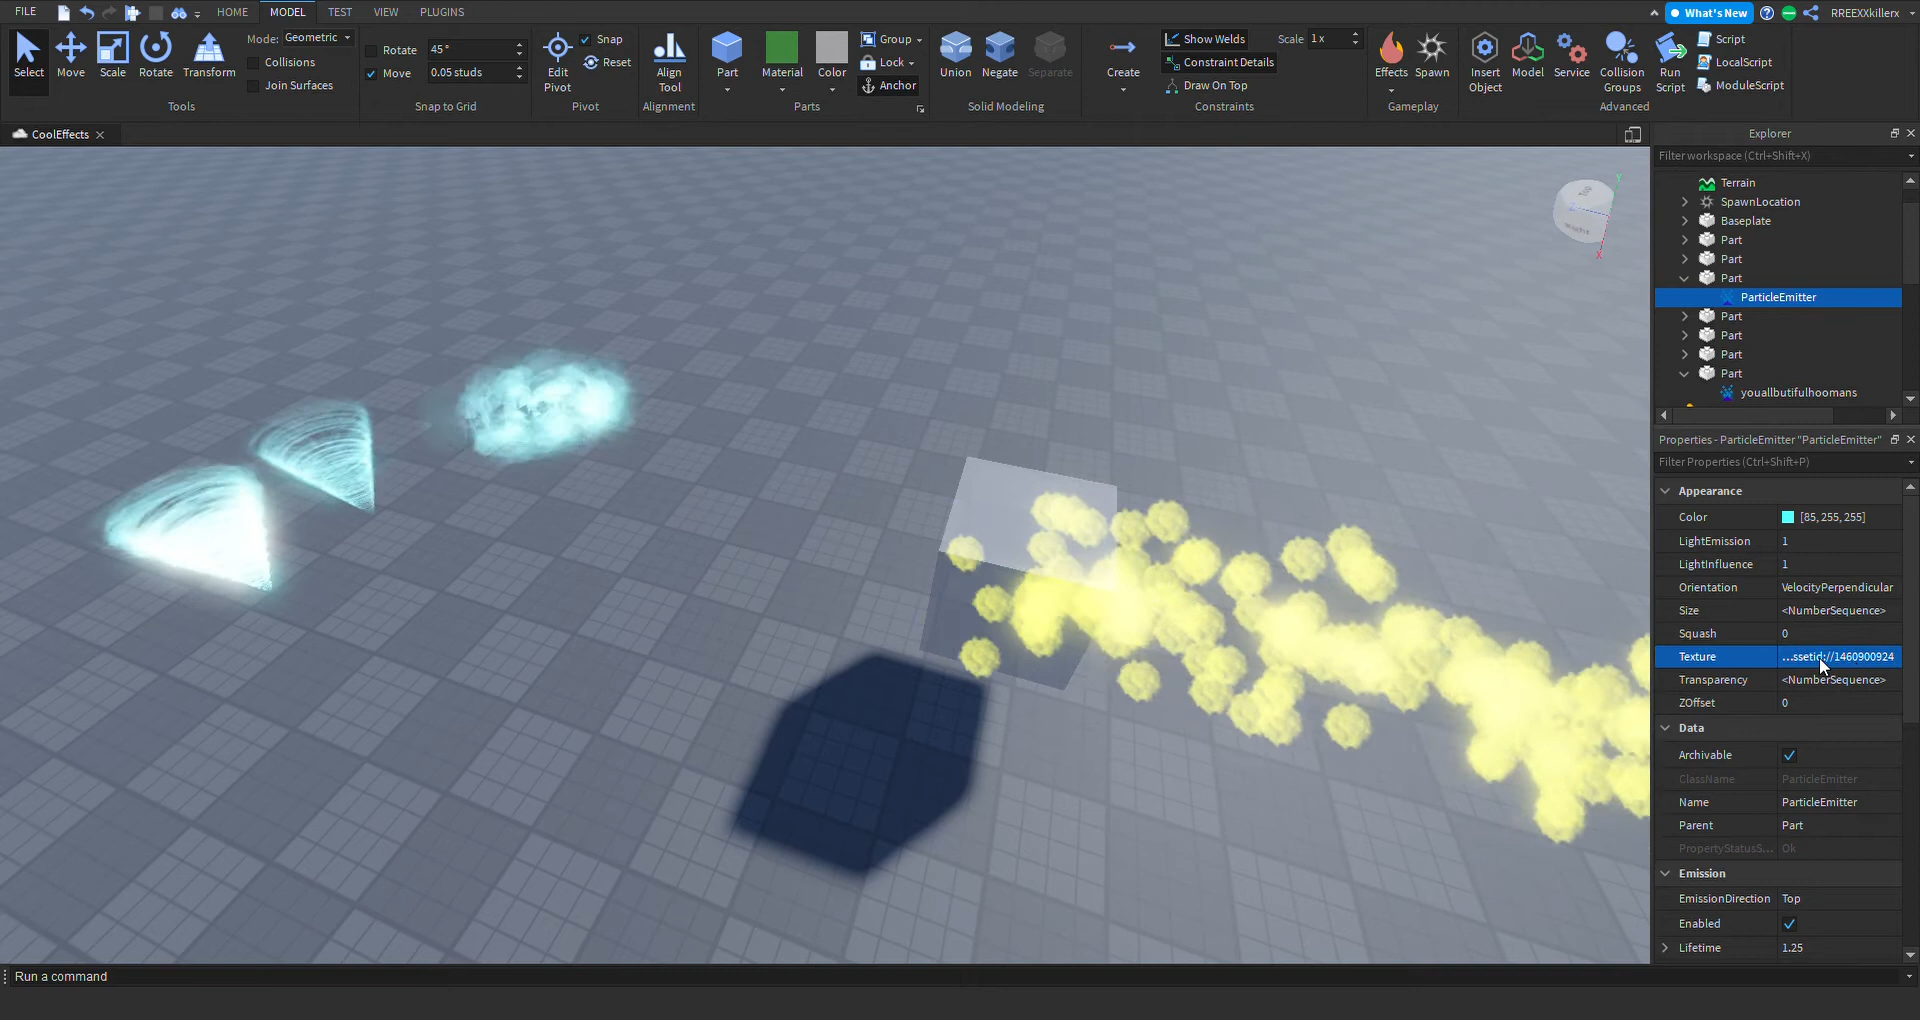 FILE HOME MODEL TEST VIEW PLUGINS What's New RREEXXkillerx
Select Move Scale Rotate Transform
Mode: Geometric
Collisions
Join Surfaces
Tools
Rotate 45°
Move 0.05 studs
Snap to Grid
Edit Pivot
Snap
Reset
Pivot
Align Tool
Alignment
Part Material Color
Group
Lock
Anchor
Parts
Union Negate Separate
Solid Modeling
Create
Show Welds
Scale 1 x
Constraint Details
Draw On Top
Constraints
Effects Spawn
Gameplay
Insert Object
Model Service
Collision Groups
Run Script
Script
LocalScript
ModuleScript
Advanced
CoolEffects
Explorer
Filter workspace (Ctrl+Shift+X)
Terrain
SpawnLocation
Baseplate
Part
Part
Part
ParticleEmitter
Part
Part
Part
Part
youallbutifulhoomans
Properties - ParticleEmitter "ParticleEmitter"
Filter Properties (Ctrl+Shift+P)
Appearance
Color [85, 255, 255]
LightEmission 1
LightInfluence 1
Orientation VelocityPerpendicular
Size <NumberSequence>
Squash 0
Texture ...ssetid://1460900924
Transparency <NumberSequence>
ZOffset 0
Data
Archivable
ClassName ParticleEmitter
Name ParticleEmitter
Parent Part
PropertyStatusS... Ok
Emission
EmissionDirection Top
Enabled
Lifetime 1.25
Y
X
Run a command